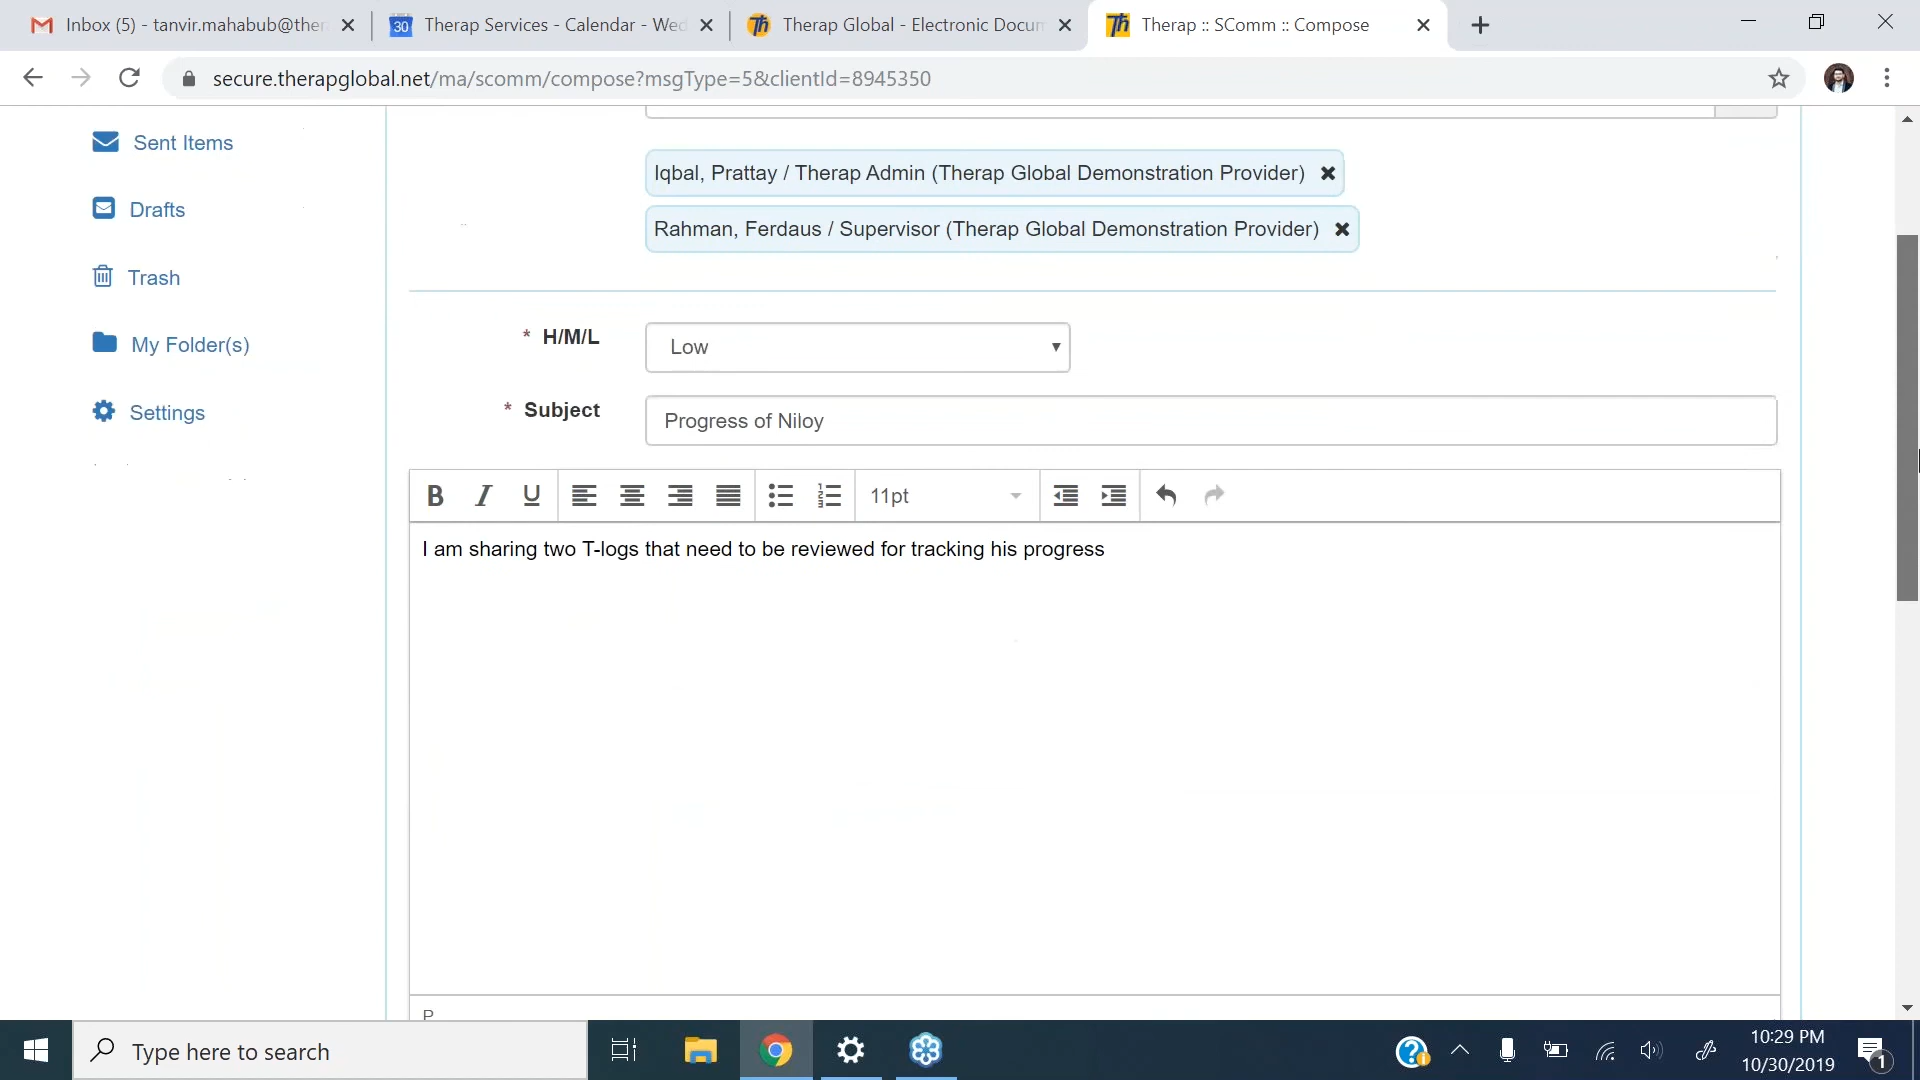 Inbox (5) - tanvir.mahabub@ther
Therap Services - Calendar - Wed
Therap Global - Electronic Docum
Therap :: SComm :: Compose
secure.therapglobal.net/ma/scomm/compose?msgType=5&clientId=8945350
Sent Items
Drafts
Trash
My Folder(s)
Settings
Iqbal, Prattay / Therap Admin (Therap Global Demonstration Provider)
Rahman, Ferdaus / Supervisor (Therap Global Demonstration Provider)
* H/M/L
Low
* Subject
Progress of Niloy
B I U
11pt
I am sharing two T-logs that need to be reviewed for tracking his progress
P
Type here to search
10:29 PM
10/30/2019
1